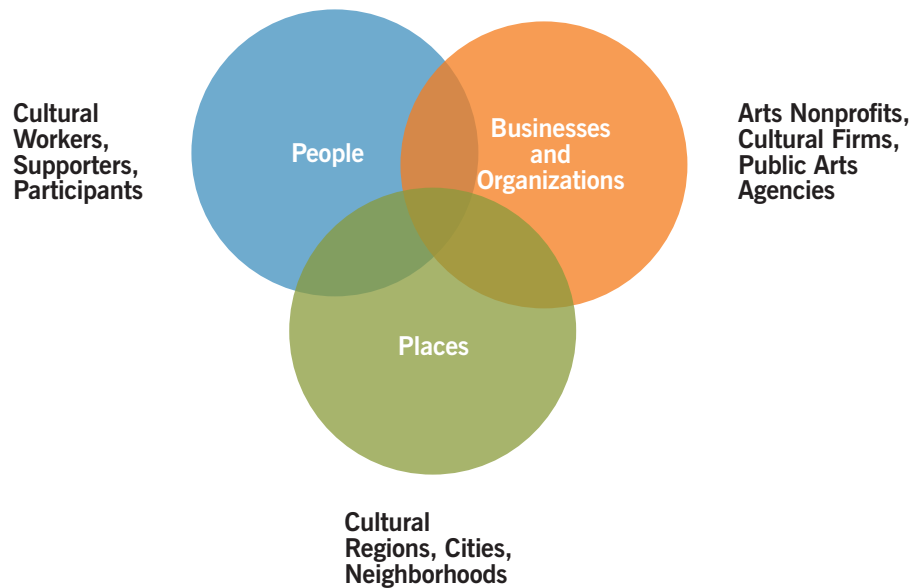 Cultural
Workers,
Supporters,
Participants
People
Businesses
and
Organizations
Arts Nonprofits,
Cultural Firms,
Public Arts
Agencies
Places
Cultural
Regions, Cities,
Neighborhoods